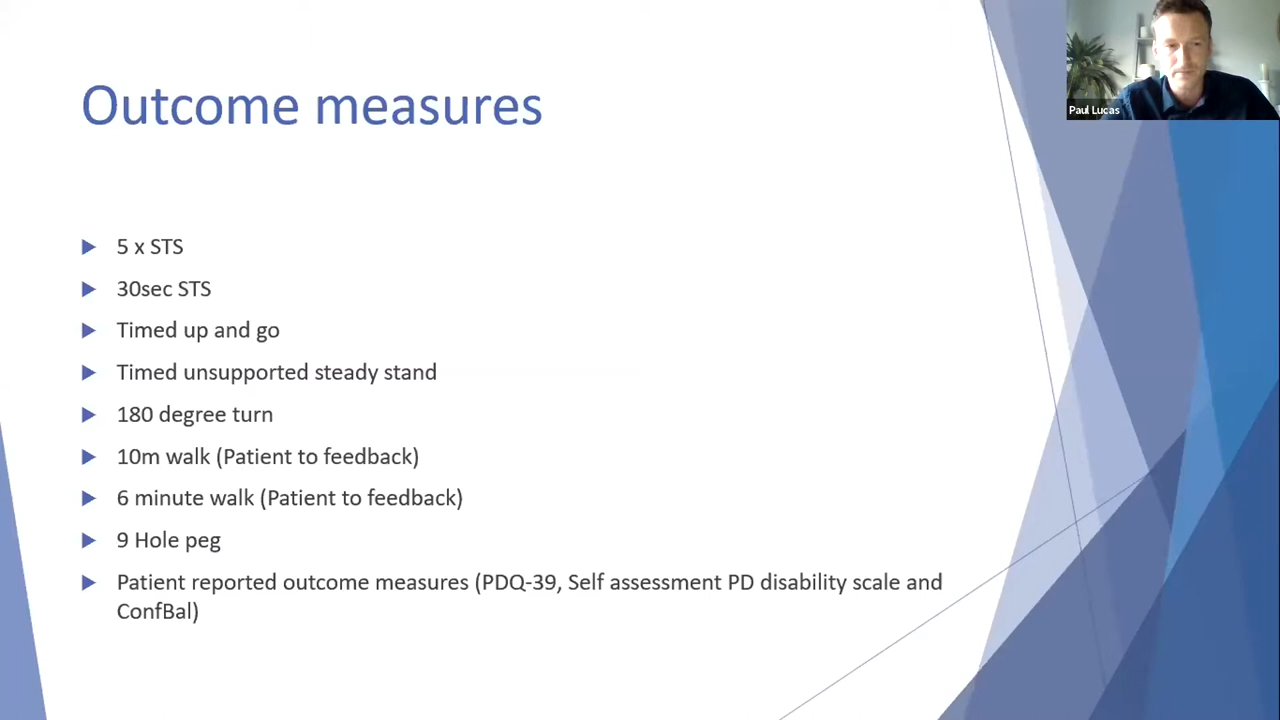 Paul Lucas
Outcome measures
5 x STS
30sec STS
Timed up and go
Timed unsupported steady stand
180 degree turn
10m walk (Patient to feedback)
6 minute walk (Patient to feedback)
9 Hole peg
Patient reported outcome measures (PDQ-39, Self assessment PD disability scale and
ConfBal)